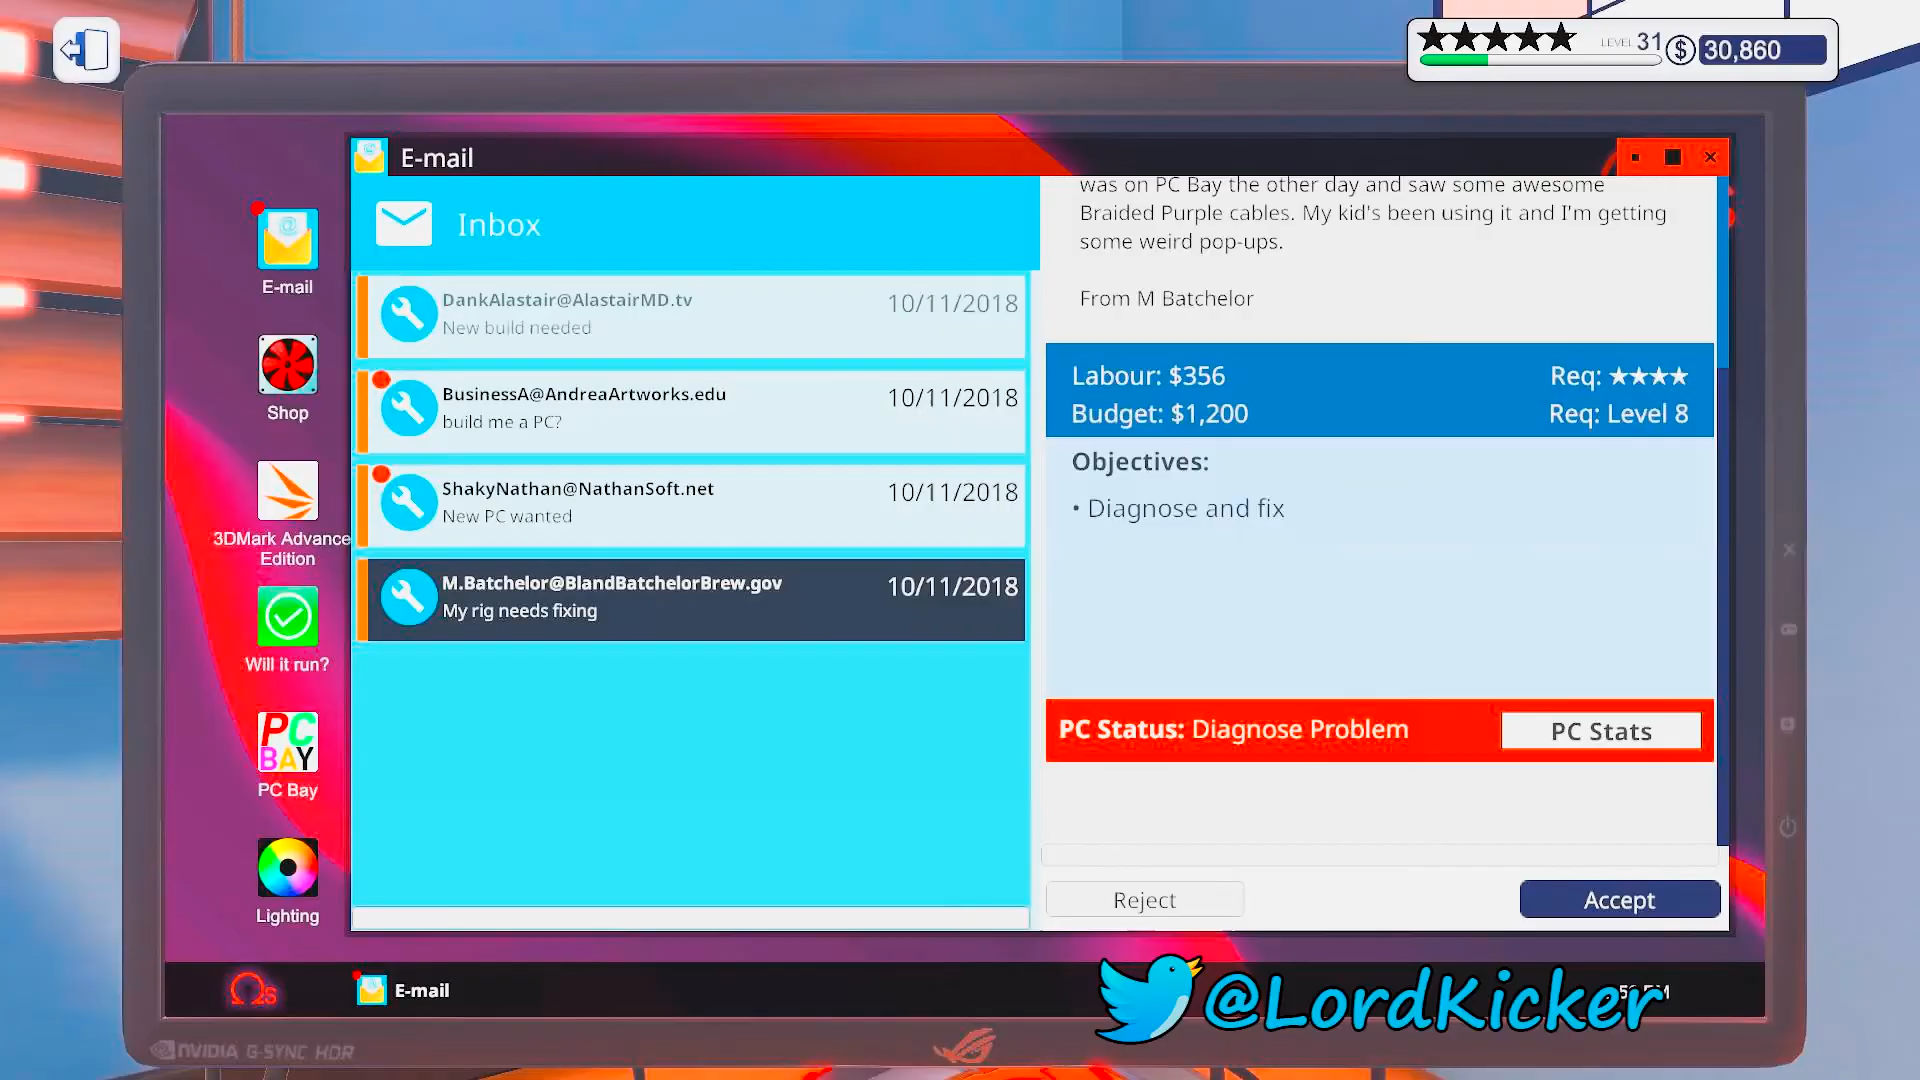 LEVEL 31
$ 30,860
E-mail
was on PC Bay the other day and saw some awesome
Braided Purple cables. My kid's been using it and I'm getting
some weird pop-ups.
From M Batchelor
Inbox
DankAlastair@AlastairMD.tv
10/11/2018
New build needed
BusinessA@AndreaArtworks.edu
10/11/2018
build me a PC?
ShakyNathan@NathanSoft.net
10/11/2018
New PC wanted
M.Batchelor@BlandBatchelorBrew.gov
10/11/2018
My rig needs fixing
Labour: $356
Req: ★★★★
Budget: $1,200
Req: Level 8
Objectives:
• Diagnose and fix
PC Status: Diagnose Problem
PC Stats
Reject
Accept
E-mail
Shop
3DMark Advance
Edition
Will it run?
PC
BAY
PC Bay
Lighting
Ωs
E-mail
@LordKicker
NVIDIA G-SYNC HDR